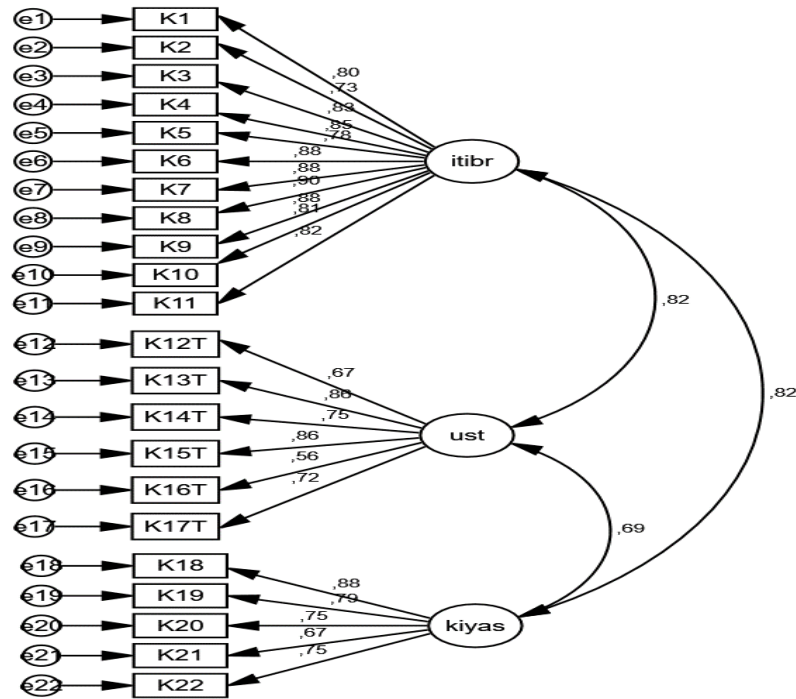 e1 K1
e2 K2
e3 K3
e4 K4
e5 K5
e6 K6
e7 K7
e8 K8
e9 K9
e10 K10
e11 K11
,80
,73
,83
,85
,78
,88
,88
,90
,88
,81
,82
itibr
,82
,82
e12 K12T
e13 K13T
e14 K14T
e15 K15T
e16 K16T
e17 K17T
,67
,86
,75
,86
,56
,72
ust
,69
e18 K18
e19 K19
e20 K20
e21 K21
e22 K22
,88
,79
,75
,67
,75
kiyas